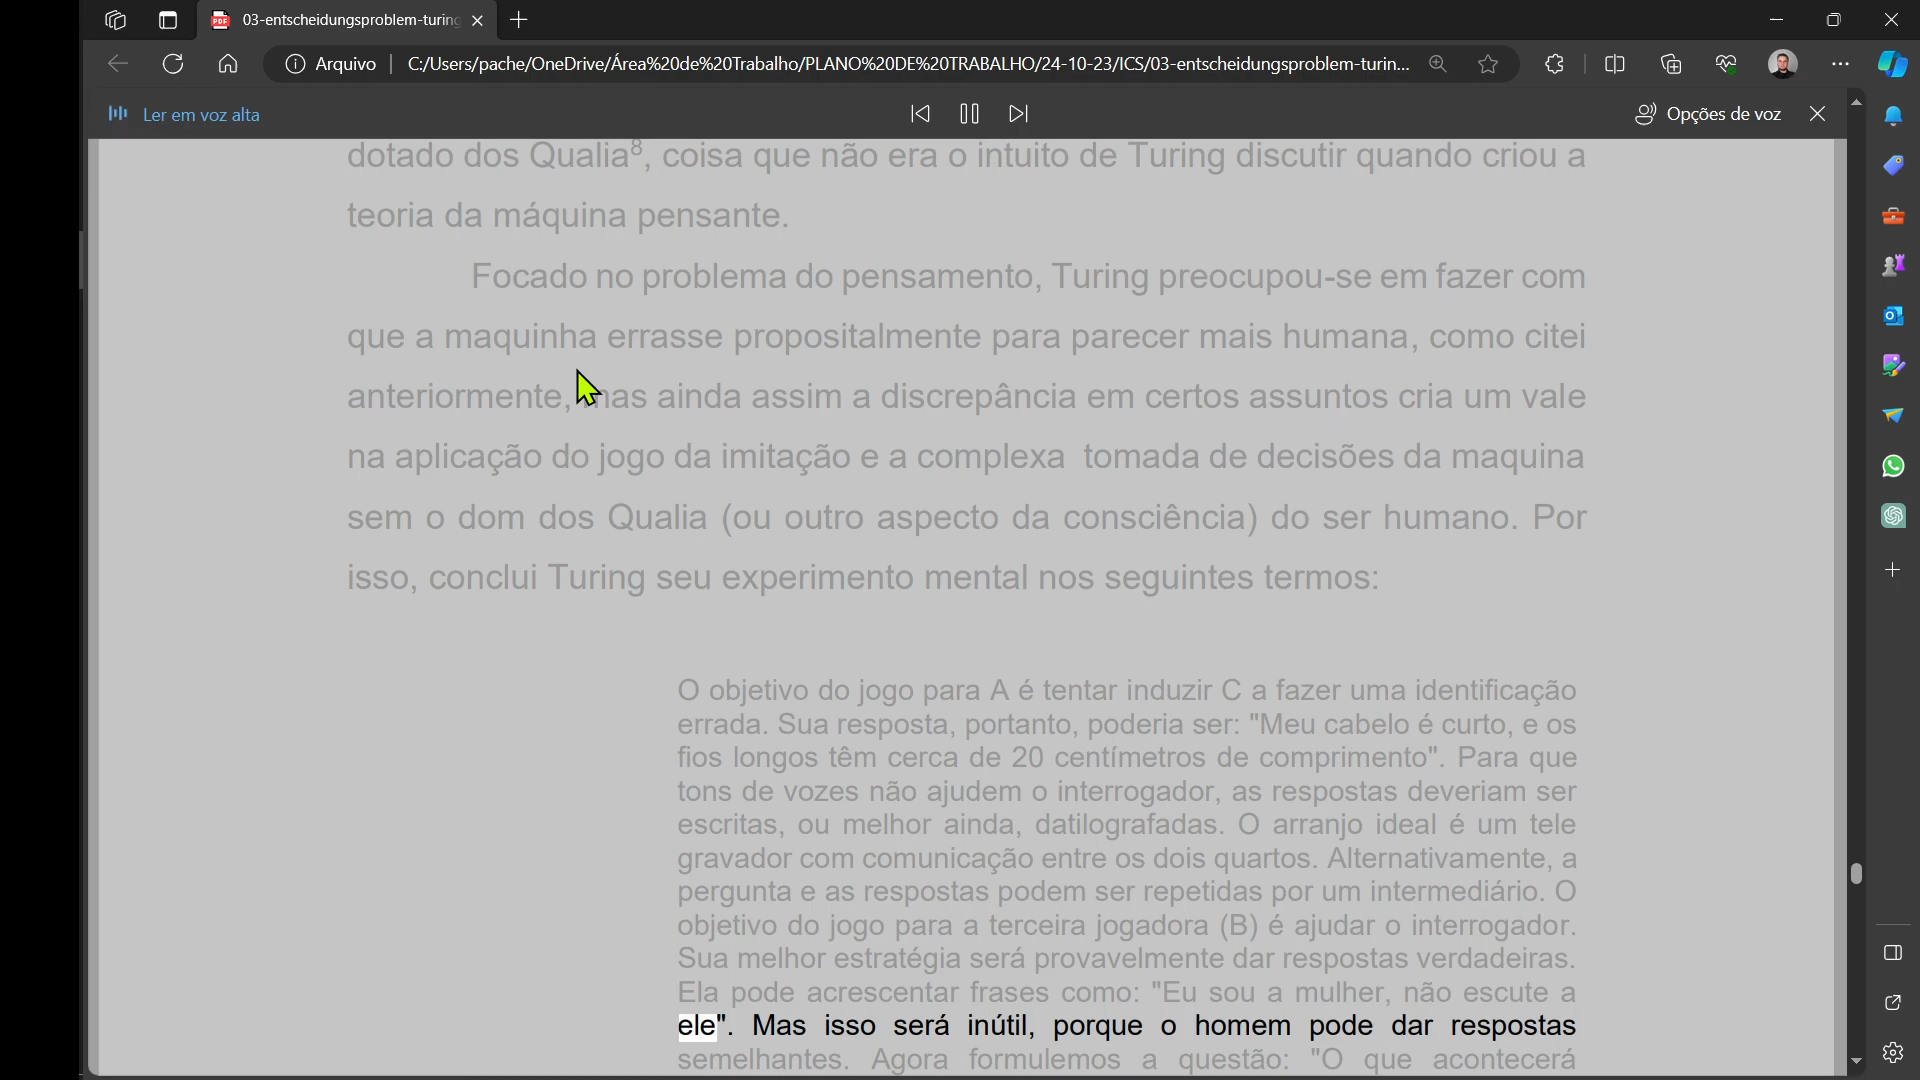 03-entscheidungsproblem-turing
Arquivo
C:/Users/pache/OneDrive/Área%20de%20Trabalho/PLANO%20DE%20TRABALHO/24-10-23/ICS/03-entscheidungsproblem-turin...
Ler em voz alta
Opções de voz
dotado dos Qualia⁸, coisa que não era o intuito de Turing discutir quando criou a
teoria da máquina pensante.
Focado no problema do pensamento, Turing preocupou-se em fazer com
que a maquinha errasse propositalmente para parecer mais humana, como citei
anteriormente, mas ainda assim a discrepância em certos assuntos cria um vale
na aplicação do jogo da imitação e a complexa tomada de decisões da maquina
sem o dom dos Qualia (ou outro aspecto da consciência) do ser humano. Por
isso, conclui Turing seu experimento mental nos seguintes termos:
O objetivo do jogo para A é tentar induzir C a fazer uma identificação
errada. Sua resposta, portanto, poderia ser: "Meu cabelo é curto, e os
fios longos têm cerca de 20 centímetros de comprimento". Para que
tons de vozes não ajudem o interrogador, as respostas deveriam ser
escritas, ou melhor ainda, datilografadas. O arranjo ideal é um tele
gravador com comunicação entre os dois quartos. Alternativamente, a
pergunta e as respostas podem ser repetidas por um intermediário. O
objetivo do jogo para a terceira jogadora (B) é ajudar o interrogador.
Sua melhor estratégia será provavelmente dar respostas verdadeiras.
Ela pode acrescentar frases como: "Eu sou a mulher, não escute a
ele". Mas isso será inútil, porque o homem pode dar respostas
semelhantes. Agora formulemos a questão: "O que acontecerá